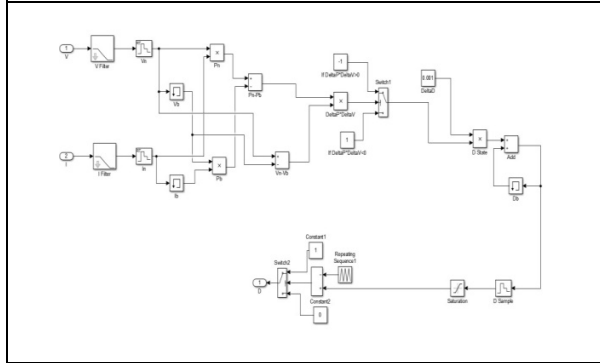 1
V
V Filter
Vn
Vb
×
Pn
Pn-Pb
-1
If DeltaP*DeltaV>0
Switch1
0.001
DeltaD
×
DeltaP*DeltaV
1
If DeltaP*DeltaV<0
×
D State
Add
Db
2
I
I Filter
In
Ib
×
Pb
Vn-Vb
Constant1
1
Repeating
Sequence1
Switch2
1
D
Constant2
0
Saturation
D Sample